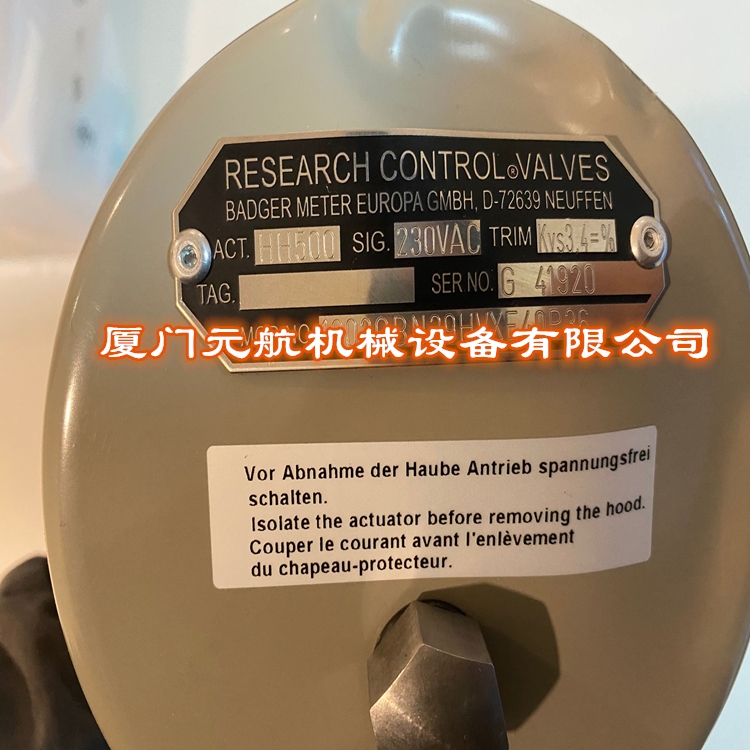 RESEARCH CONTROL®VALVES
BADGER METER EUROPA GMBH, D-72639 NEUFFEN
ACT. HH500 SIG. 230VAC TRIM Kvs3.4=%
TAG. SER NO. G 41920
厦门元航机械设备有限公司
Vor Abnahme der Haube Antrieb spannungsfrei
schalten.
Isolate the actuator before removing the hood.
Couper le courant avant l'enlèvement
du chapeau-protecteur.